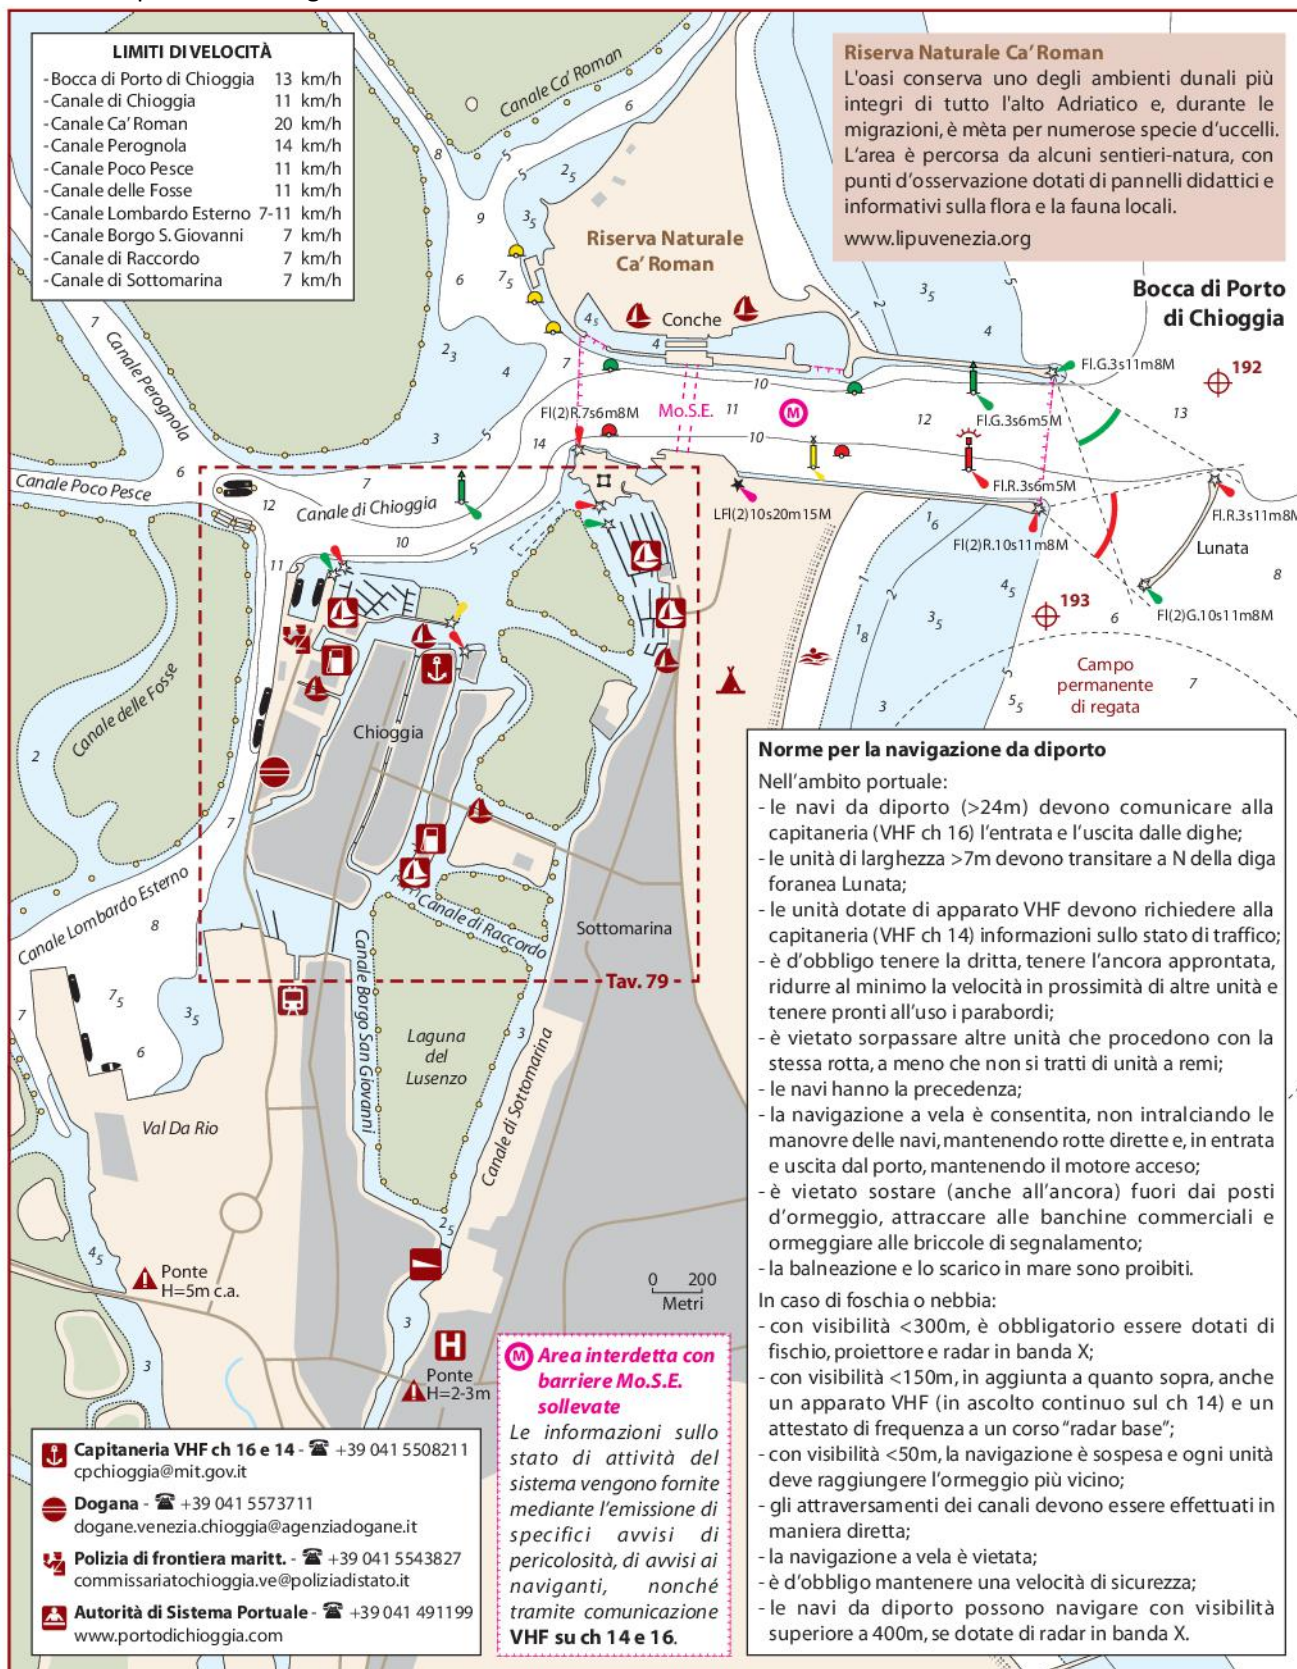 LIMITI DI VELOCITÀ
-Bocca di Porto di Chioggia 13 km/h
-Canale di Chioggia 11 km/h
-Canale Ca' Roman 20 km/h
-Canale Perognola 14 km/h
-Canale Poco Pesce 11 km/h
-Canale delle Fosse 11 km/h
-Canale Lombardo Esterno 7-11 km/h
-Canale Borgo S. Giovanni 7 km/h
-Canale di Raccordo 7 km/h
-Canale di Sottomarina 7 km/h
Canale Ca' Roman
Riserva Naturale Ca' Roman
L'oasi conserva uno degli ambienti dunali più
integri di tutto l'alto Adriatico e, durante le
migrazioni, è mèta per numerose specie d'uccelli.
L'area è percorsa da alcuni sentieri-natura, con
punti d'osservazione dotati di pannelli didattici e
informativi sulla flora e la fauna locali.
www.lipuvenezia.org
Riserva Naturale
Ca' Roman
Bocca di Porto
di Chioggia
Conche
Fl.G.3s11m8M
192
Canale Perognola
Fl(2)R.7s6m8M
Mo.S.E.
M
Fl.G.3s6m5M
Canale Poco Pesce
Canale di Chioggia
Fl.R.3s6m5M
LFl(2)10s20m15M
Fl(2)R.10s11m8M
Fl.R.3s11m8M
Lunata
Fl(2)G.10s11m8M
193
Campo
permanente
di regata
Canale delle Fosse
Chioggia
Canale Lombardo Esterno
Canale di Raccordo
Sottomarina
Tav. 79
Canale Borgo San Giovanni
Laguna
del
Lusenzo
Canale di Sottomarina
Val Da Rio
Ponte
H=5m c.a.
0 200
Metri
H
Ponte
H=2-3m
Norme per la navigazione da diporto
Nell'ambito portuale:
- le navi da diporto (>24m) devono comunicare alla
capitaneria (VHF ch 16) l'entrata e l'uscita dalle dighe;
- le unità di larghezza >7m devono transitare a N della diga
foranea Lunata;
- le unità dotate di apparato VHF devono richiedere alla
capitaneria (VHF ch 14) informazioni sullo stato di traffico;
- è d'obbligo tenere la dritta, tenere l'ancora approntata,
ridurre al minimo la velocità in prossimità di altre unità e
tenere pronti all'uso i parabordi;
- è vietato sorpassare altre unità che procedono con la
stessa rotta, a meno che non si tratti di unità a remi;
- le navi hanno la precedenza;
- la navigazione a vela è consentita, non intralciando le
manovre delle navi, mantenendo rotte dirette e, in entrata
e uscita dal porto, mantenendo il motore acceso;
- è vietato sostare (anche all'ancora) fuori dai posti
d'ormeggio, attraccare alle banchine commerciali e
ormeggiare alle briccole di segnalamento;
- la balneazione e lo scarico in mare sono proibiti.
In caso di foschia o nebbia:
- con visibilità <300m, è obbligatorio essere dotati di
fischio, proiettore e radar in banda X;
- con visibilità <150m, in aggiunta a quanto sopra, anche
un apparato VHF (in ascolto continuo sul ch 14) e un
attestato di frequenza a un corso "radar base";
- con visibilità <50m, la navigazione è sospesa e ogni unità
deve raggiungere l'ormeggio più vicino;
- gli attraversamenti dei canali devono essere effettuati in
maniera diretta;
- la navigazione a vela è vietata;
- è d'obbligo mantenere una velocità di sicurezza;
- le navi da diporto possono navigare con visibilità
superiore a 400m, se dotate di radar in banda X.
M Area interdetta con
barriere Mo.S.E.
sollevate
Le informazioni sullo
stato di attività del
sistema vengono fornite
mediante l'emissione di
specifici avvisi di
pericolosità, di avvisi ai
naviganti, nonché
tramite comunicazione
VHF su ch 14 e 16.
Capitaneria VHF ch 16 e 14 - ☎ +39 041 5508211
cpchioggia@mit.gov.it
Dogana - ☎ +39 041 5573711
dogane.venezia.chioggia@agenziadogane.it
Polizia di frontiera maritt. - ☎ +39 041 5543827
commissariatochioggia.ve@poliziadistato.it
Autorità di Sistema Portuale - ☎ +39 041 491199
www.portodichioggia.com